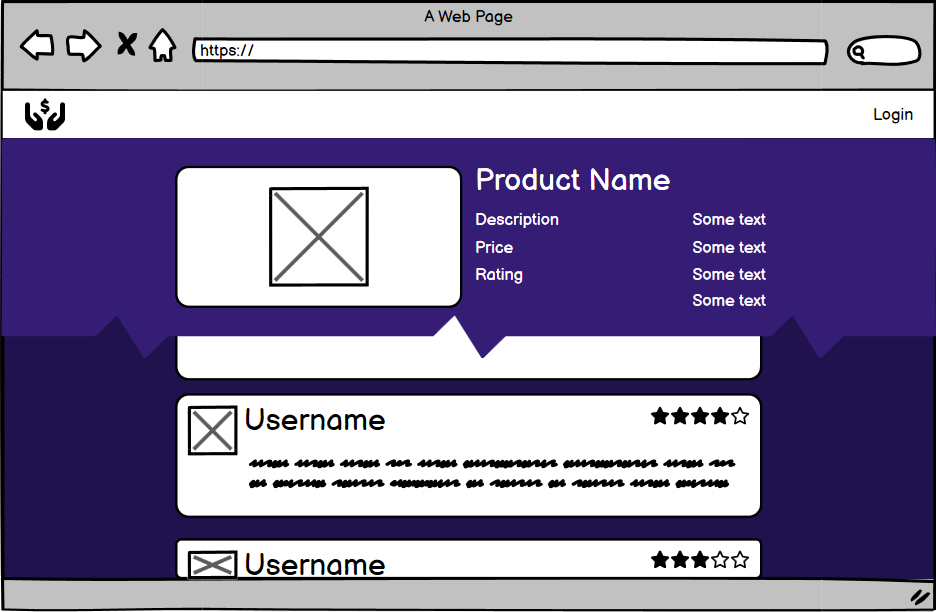 A Web Page
https://
$
Login
Product Name
Description Some text
Price Some text
Rating Some text
Some text
Username
Username